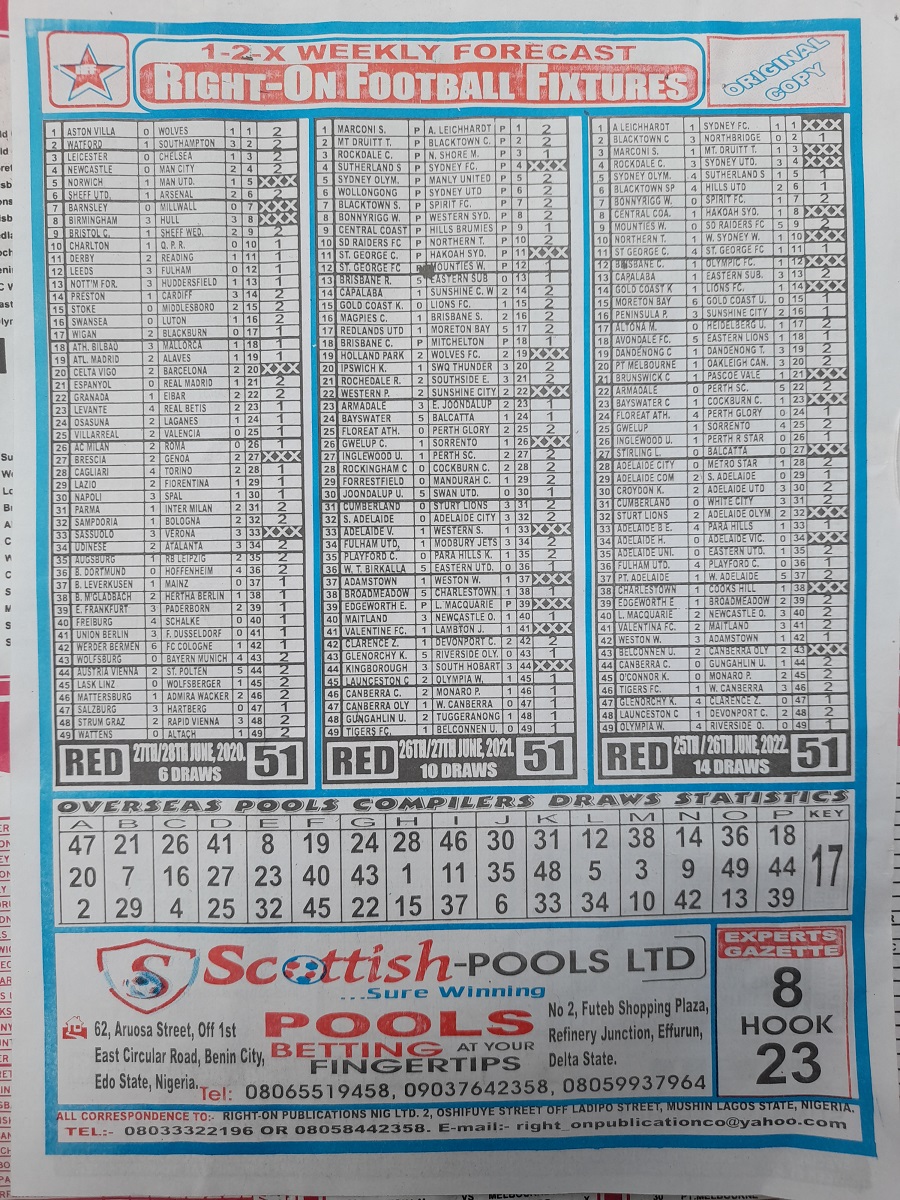 1-2-X WEEKLY FORECAST
RIGHT-ON FOOTBALL FIXTURES
ORIGINAL COPY
1 ASTON VILLA 0 WOLVES 1 1 2
2 WATFORD 1 SOUTHAMPTON 3 2 2
3 LEICESTER 0 CHELSEA 1 3 2
4 NEWCASTLE 0 MAN CITY 2 4 2
5 NORWICH 1 MAN UTD. 1 5 XXX
6 SHEFF UTD. 1 ARSENAL 2 6 2
7 BARNSLEY 0 MILLWALL 0 7 XXX
8 BIRMINGHAM 3 HULL 3 8 XXX
9 BRISTOL C. 1 SHEFF WED. 2 9 2
10 CHARLTON 1 Q. P.R. 0 10 1
11 DERBY 2 READING 1 11 1
12 LEEDS 3 FULHAM 0 12 1
13 NOTT'M FOR. 3 HUDDERSFIELD 1 13 1
14 PRESTON 1 CARDIFF 3 14 2
15 STOKE 0 MIDDLESBORO 2 15 2
16 SWANSEA 0 LUTON 1 16 2
17 WIGAN 2 BLACKBURN 0 17 1
18 ATH. BILBAO 3 MALLORCA 1 18 1
19 ATL. MADRID 2 ALAVES 1 19 1
20 CELTA VIGO 2 BARCELONA 2 20 XXX
21 ESPANYOL 0 REAL MADRID 1 21 2
22 GRANADA 1 EIBAR 2 22 2
23 LEVANTE 4 REAL BETIS 2 23 1
24 OSASUNA 2 LAGANES 1 24 1
25 VILLARREAL 2 VALENCIA 0 25 1
26 AC MILAN 2 ROMA 0 26 1
27 BRESCIA 2 GENOA 2 27 XXX
28 CAGLIARI 4 TORINO 2 28 1
29 LAZIO 2 FIORENTINA 1 29 1
30 NAPOLI 3 SPAL 1 30 1
31 PARMA 1 INTER MILAN 2 31 2
32 SAMPDORIA 1 BOLOGNA 2 32 2
33 SASSUOLO 3 VERONA 3 33 XXX
34 UDINESE 2 ATALANTA 3 34 2
35 AUGSBURG 1 RB LEIPZIG 2 35 2
36 B. DORTMUND 0 HOFFENHEIM 4 36 2
37 B. LEVERKUSEN 1 MAINZ 0 37 1
38 B. M'GLADBACH 2 HERTHA BERLIN 1 38 1
39 E. FRANKFURT 3 PADERBORN 2 39 1
40 FREIBURG 4 SCHALKE 0 40 1
41 UNION BERLIN 3 F. DUSSELDORF 0 41 1
42 WERDER BERMEN 6 FC COLOGNE 1 42 1
43 WOLFSBURG 0 BAYERN MUNICH 4 43 2
44 AUSTRIA VIENNA 2 ST. POLTEN 5 44 2
45 LASK LINZ 0 WOLFSBERGER 1 45 2
46 MATTERSBURG 1 ADMIRA WACKER 2 46 2
47 SALZBURG 3 HARTBERG 0 47 1
48 STRUM GRAZ 2 RAPID VIENNA 3 48 2
49 WATTENS 0 ALTACH 1 49 2
RED 27TH/28TH JUNE, 2020. 6 DRAWS 51
1 MARCONI S. P A. LEICHHARDT P 1 2
2 MT DRUITT T. P BLACKTOWN C. P 2 2
3 ROCKDALE C. P N. SHORE M. P 3 1
4 SUTHERLAND S P SYDNEY FC. P 4 XXX
5 SYDNEY OLYM. P MANLY UNITED P 5 2
6 WOLLONGONG P SYDNEY UTD P 6 2
7 BLACKTOWN S. P SPIRIT FC. P 7 2
8 BONNYRIGG W. P WESTERN SYD. P 8 2
9 CENTRAL COAST P HILLS BRUMIES P 9 1
10 SD RAIDERS FC P NORTHERN T. P 10 2
11 ST. GEORGE C. P HAKOAH SYD. P 11 XXX
12 ST. GEORGE FC P MOUNTIES W. P 12 1
13 BRISBANE R. 5 EASTERN SUB 0 13 1
14 CAPALABA 1 SUNSHINE C. W 2 14 2
15 GOLD COAST K. 0 LIONS FC. 2 15 2
16 MAGPIES C. 1 BRISBANE S. 2 16 2
17 REDLANDS UTD 1 MORETON BAY 5 17 2
18 BRISBANE C. P MITCHELTON P 18 1
19 HOLLAND PARK 2 WOLVES FC. 2 19 XXX
20 IPSWICH K. 1 SWQ THUNDER 3 20 2
21 ROCHEDALE R. 2 SOUTHSIDE E. 3 21 2
22 WESTERN P. 2 SUNSHINE CITY 2 22 XXX
23 ARMADALE 3 E. JOONDALUP 2 23 1
24 BAYSWATER 5 BALCATTA 1 24 1
25 FLOREAT ATH. 0 PERTH GLORY 2 25 2
26 GWELUP C. 1 SORRENTO 1 26 XXX
27 INGLEWOOD U. 1 PERTH SC. 2 27 2
28 ROCKINGHAM C 0 COCKBURN C. 2 28 2
29 FORRESTFIELD 0 MANDURAH C. 1 29 2
30 JOONDALUP U. 5 SWAN UTD. 0 30 1
31 CUMBERLAND 0 STURT LIONS 3 31 2
32 S. ADELAIDE 0 ADELAIDE CITY 3 32 2
33 ADELAIDE V. 1 WESTERN S. 1 33 XXX
34 FULHAM UTD, 1 MODBURY JETS 3 34 2
35 PLAYFORD C. 0 PARA HILLS K. 1 35 2
36 W. T. BIRKALLA 5 EASTERN UTD. 0 36 1
37 ADAMSTOWN 1 WESTON W. 1 37 XXX
38 BROADMEADOW 5 CHARLESTOWN 1 38 1
39 EDGEWORTH E. P L. MACQUARIE P 39 XXX
40 MAITLAND 3 NEWCASTLE O. 1 40 1
41 VALENTINE FC. 1 LAMBTON J. 1 41 XXX
42 CLARENCE Z. 1 DEVONPORT C. 2 42 2
43 GLENORCHY K. 5 RIVERSIDE OLY. 0 43 1
44 KINGBOROUGH 3 SOUTH HOBART 3 44 XXX
45 LAUNCESTON C 2 OLYMPIA W, 1 45 1
46 CANBERRA C. 2 MONARO P. 1 46 1
47 CANBERRA OLY 1 W. CANBERRA 0 47 1
48 GUNGAHLIN U. 2 TUGGERANONG 1 48 1
49 TIGERS FC. 1 BELCONNEN U. 0 49 1
RED 26TH/27TH JUNE, 2021. 10 DRAWS 51
1 A LEICHHARDT 1 SYDNEY FC. 1 1 XXX
2 BLACKTOWN C 3 NORTHBRIDGE 0 2 1
3 MARCONI S. 1 MT. DRUITT T. 1 3 XXX
4 ROCKDALE C. 3 SYDNEY UTD. 3 4 XXX
5 SYDNEY OLYM. 4 SUTHERLAND S 1 5 1
6 BLACKTOWN SP 4 HILLS UTD 2 6 1
7 BONNYRIGG W. 0 SPIRIT FC 1 7 2
8 CENTRAL COA. 1 HAKOAH SYD. 1 8 XXX
9 MOUNTIES W. 0 SD RAIDERS FC 5 9 2
10 NORTHERN T. 1 W. SYDNEY W. 1 10 XXX
11 ST. GEORGE C 4 ST. GEORGE FC 1 11 1
12 BRISBANE C. 1 OLYMPIC FC. 1 12 XXX
13 CAPALABA 1 EASTERN SUB. 3 13 2
14 GOLD COAST K 1 LIONS FC. 1 14 XXX
15 MORETON BAY 6 GOLD COAST U. 0 15 1
16 PENINSULA P. 3 SUNSHINE CITY 2 16 1
17 ALTONA M. 0 HEIDELBERG U. 1 17 2
18 AVONDALE FC. 5 EASTERN LIONS 1 18 1
19 DANDENONG C 1 DANDENONG T. 3 19 2
20 PT MELBOURNE 1 OAKLEIGH CAN. 3 20 2
21 BRUNSWICK C 1 PASCOE VALE 1 21 XXX
22 ARMADALE 0 PERTH SC. 5 22 2
23 BAYSWATER C 1 COCKBURN C. 1 23 XXX
24 FLOREAT ATH. 4 PERTH GLORY 0 24 1
25 GWELUP 1 SORRENTO 4 25 2
26 INGLEWOOD U. 1 PERTH R STAR 0 26 1
27 STIRLING L. 0 BALCATTA 0 27 XXX
28 ADELAIDE CITY 0 METRO STAR 1 28 2
29 ADELAIDE COM 2 S. ADELAIDE 0 29 1
30 CROYDON K. 2 ADELAIDE UTD 3 30 2
31 CUMBERLAND 0 WHITE CITY 3 31 2
32 STURT LIONS 2 ADELAIDE OLYM 2 32 XXX
33 ADELAIDE B E. 4 PARA HILLS 1 33 1
34 ADELAIDE H. 0 ADELAIDE VIC. 0 34 XXX
35 ADELAIDE UNI. 0 EASTERN UTD. 1 35 2
36 FULHAM UTD. 4 PLAYFORD C. 0 36 1
37 PT. ADELAIDE 1 W. ADELAIDE 5 37 2
38 CHARLESTOWN 1 COOKS HILL 1 38 XXX
39 EDGEWORTH E 1 BROADMEADOW 2 39 2
40 L. MACQUARIE 2 NEWCASTLE O. 3 40 2
41 VALENTINA FC. 2 MAITLAND 3 41 2
42 WESTON W. 3 ADAMSTOWN 1 42 1
43 BELCONNEN U. 2 CANBERRA OLY 2 43 XXX
44 CANBERRA C. 0 GUNGAHLIN U. 1 44 2
45 O'CONNOR K. 0 MONARO P. 2 45 2
46 TIGERS FC. 1 W. CANBERRA 3 46 2
47 GLENORCHY K. 4 CLARENCE Z. 0 47 1
48 LAUNCESTON C 1 DEVONPORT C. 2 48 2
49 OLYMPIA W. 4 RIVERSIDE O. 0 49 1
RED 25TH/26TH JUNE, 2022. 14 DRAWS 51
OVERSEAS POOLS COMPILERS DRAWS STATISTICS
A B C D E F G H I J K L M N O P KEY
47 21 26 41 8 19 24 28 46 30 31 12 38 14 36 18
20 7 16 27 23 40 43 1 11 35 48 5 3 9 49 44 17
2 29 4 25 32 45 22 15 37 6 33 34 10 42 13 39
Scottish-POOLS LTD
...Sure Winning
62, Aruosa Street, Off 1st
East Circular Road, Benin City,
Edo State, Nigeria.
POOLS
BETTING AT YOUR
FINGERTIPS
No 2, Futeb Shopping Plaza,
Refinery Junction, Effurun,
Delta State.
Tel: 08065519458, 09037642358, 08059937964
EXPERTS GAZETTE
8
HOOK
23
ALL CORRESPONDENCE TO:- RIGHT-ON PUBLICATIONS NIG LTD. 2, OSHIFUYE STREET OFF LADIPO STREET, MUSHIN LAGOS STATE, NIGERIA.
TEL:- 08033322196 OR 08058442358. E-mail:- right_onpublicationco@yahoo.com